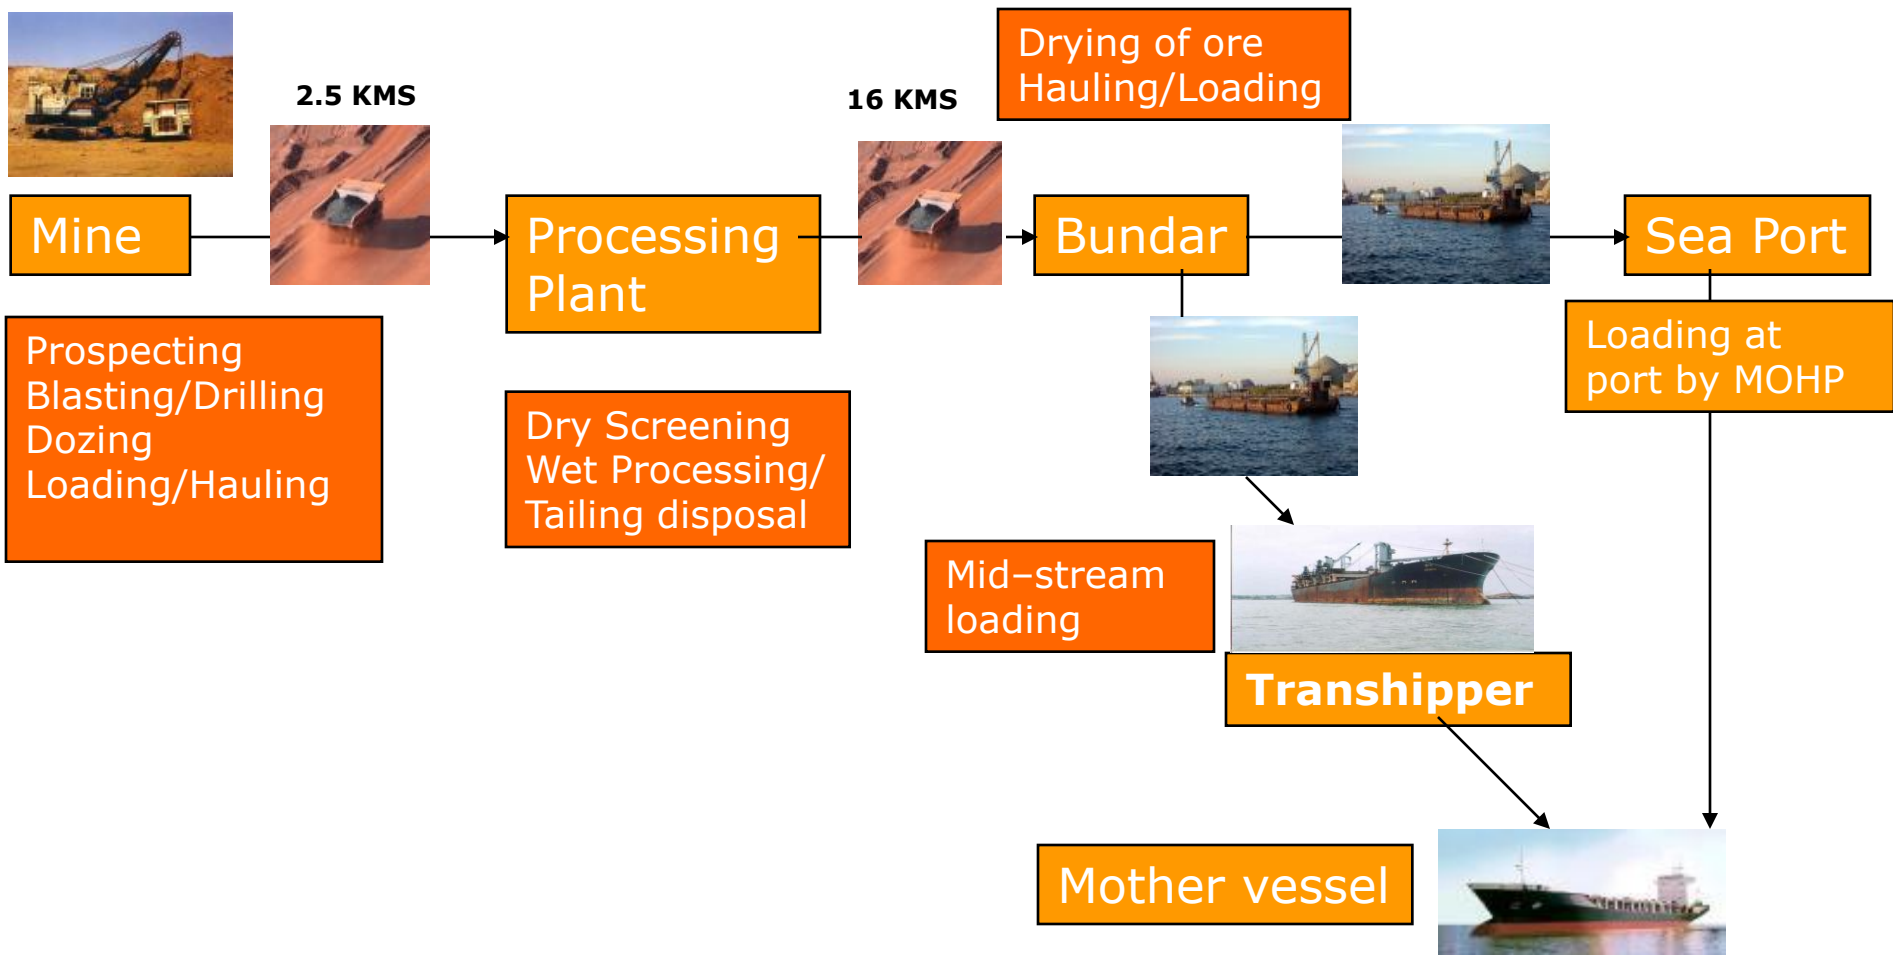 Drying of ore
Hauling/Loading
2.5 KMS
16 KMS
Mine
Processing
Plant
Bundar
Sea Port
Prospecting
Blasting/Drilling
Dozing
Loading/Hauling
Dry Screening
Wet Processing/
Tailing disposal
Loading at
port by MOHP
Mid–stream
loading
Transhipper
Mother vessel